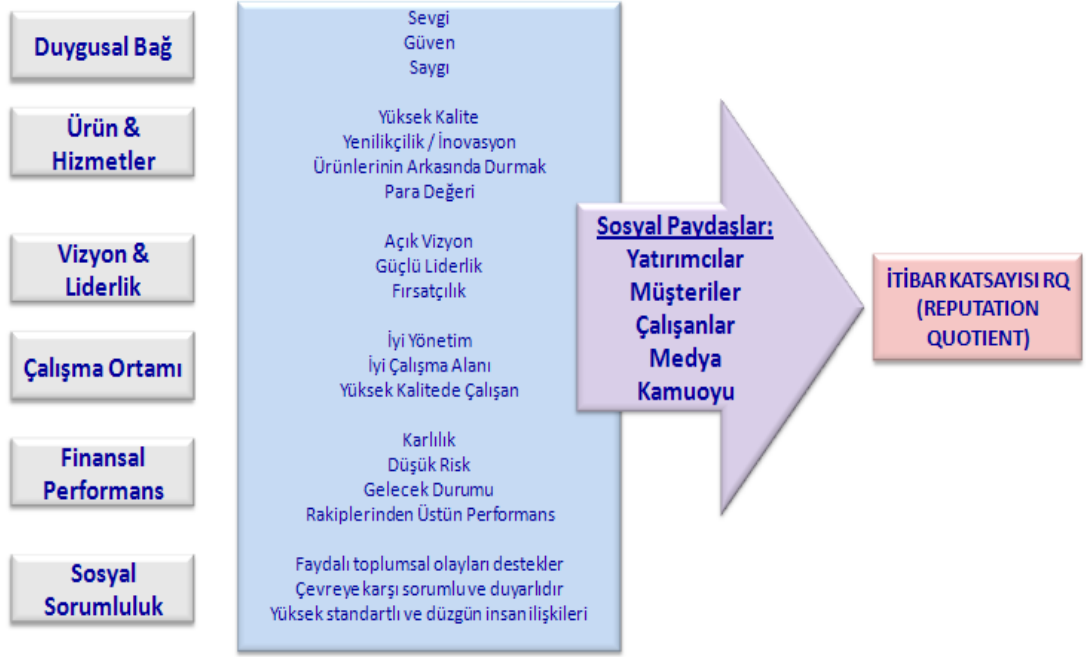 Duygusal Bağ
Sevgi
Güven
Saygı
Ürün &
Hizmetler
Yüksek Kalite
Yenilikçilik / İnovasyon
Ürünlerinin Arkasında Durmak
Para Değeri
Vizyon &
Liderlik
Açık Vizyon
Güçlü Liderlik
Fırsatçılık
Çalışma Ortamı
İyi Yönetim
İyi Çalışma Alanı
Yüksek Kalitede Çalışan
Finansal
Performans
Karlılık
Düşük Risk
Gelecek Durumu
Rakiplerinden Üstün Performans
Sosyal
Sorumluluk
Faydalı toplumsal olayları destekler
Çevreye karşı sorumlu ve duyarlıdır
Yüksek standartlı ve düzgün insan ilişkileri
Sosyal Paydaşlar:
Yatırımcılar
Müşteriler
Çalışanlar
Medya
Kamuoyu
İTİBAR KATSAYISI RQ
(REPUTATION
QUOTIENT)